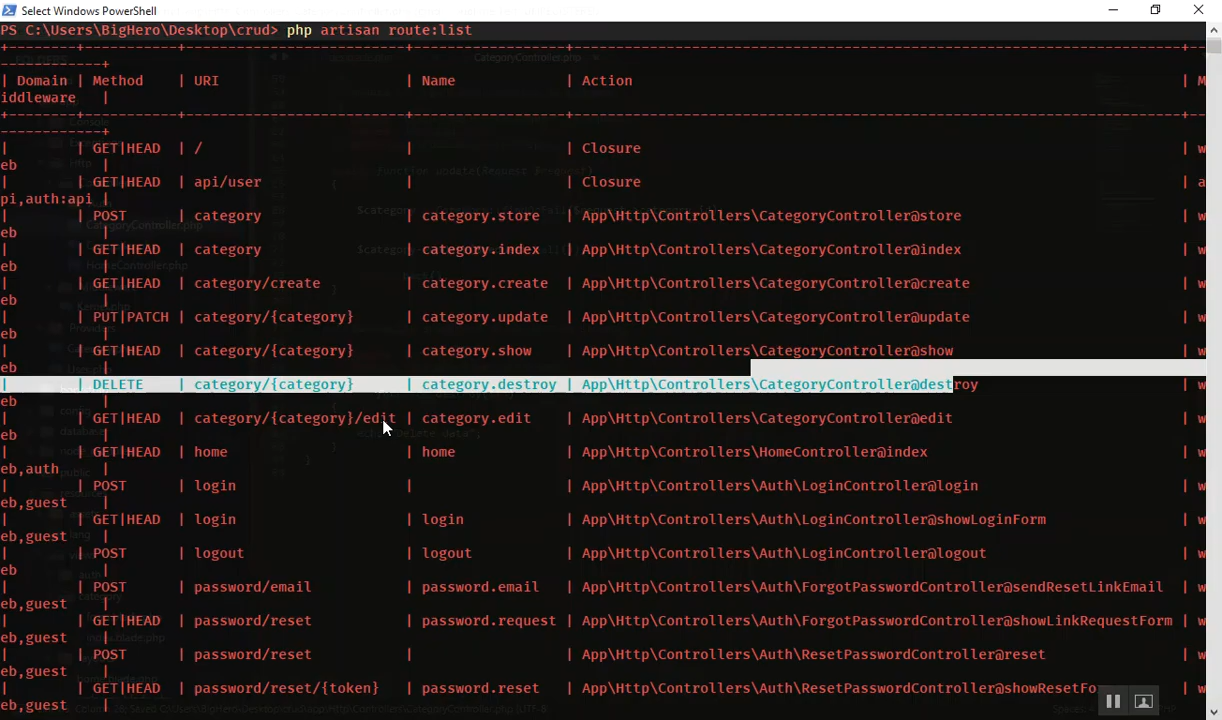 Select Windows PowerShell
PS C:\Users\BigHero\Desktop\crud> php artisan route:list
+--------+-----------+------------------------+------------------+------------------------------------------------------------------------+--
------------+
| Domain | Method | URI | Name | Action | M
iddleware |
+--------+-----------+------------------------+------------------+------------------------------------------------------------------------+--
------------+
| | GET|HEAD | / | | Closure | w
eb |
| | GET|HEAD | api/user | | Closure | a
pi,auth:api |
| | POST | category | category.store | App\Http\Controllers\CategoryController@store | w
eb |
| | GET|HEAD | category | category.index | App\Http\Controllers\CategoryController@index | w
eb |
| | GET|HEAD | category/create | category.create | App\Http\Controllers\CategoryController@create | w
eb |
| | PUT|PATCH | category/{category} | category.update | App\Http\Controllers\CategoryController@update | w
eb |
| | GET|HEAD | category/{category} | category.show | App\Http\Controllers\CategoryController@show | w
eb |
| | DELETE | category/{category} | category.destroy | App\Http\Controllers\CategoryController@destroy | w
eb |
| | GET|HEAD | category/{category}/edit | category.edit | App\Http\Controllers\CategoryController@edit | w
eb |
| | GET|HEAD | home | home | App\Http\Controllers\HomeController@index | w
eb,auth |
| | POST | login | | App\Http\Controllers\Auth\LoginController@login | w
eb,guest |
| | GET|HEAD | login | login | App\Http\Controllers\Auth\LoginController@showLoginForm | w
eb,guest |
| | POST | logout | logout | App\Http\Controllers\Auth\LoginController@logout | w
eb |
| | POST | password/email | password.email | App\Http\Controllers\Auth\ForgotPasswordController@sendResetLinkEmail | w
eb,guest |
| | GET|HEAD | password/reset | password.request | App\Http\Controllers\Auth\ForgotPasswordController@showLinkRequestForm | w
eb,guest |
| | POST | password/reset | | App\Http\Controllers\Auth\ResetPasswordController@reset | w
eb,guest |
| | GET|HEAD | password/reset/{token} | password.reset | App\Http\Controllers\Auth\ResetPasswordController@showResetFo | w
eb,guest |